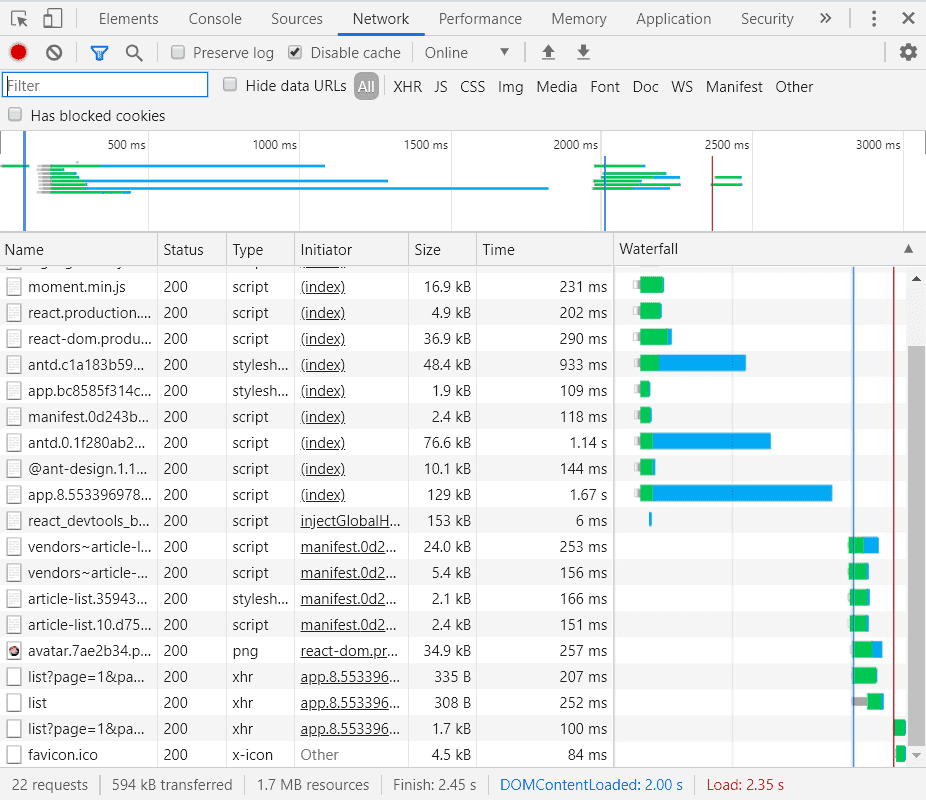 Elements Console Sources Network Performance Memory Application Security
Preserve log Disable cache Online
Filter Hide data URLs All XHR JS CSS Img Media Font Doc WS Manifest Other
Has blocked cookies
500 ms 1000 ms 1500 ms 2000 ms 2500 ms 3000 ms
Name Status Type Initiator Size Time Waterfall
moment.min.js 200 script (index) 16.9 kB 231 ms
react.production.... 200 script (index) 4.9 kB 202 ms
react-dom.produ... 200 script (index) 36.9 kB 290 ms
antd.c1a183b59... 200 stylesh... (index) 48.4 kB 933 ms
app.bc8585f314c... 200 stylesh... (index) 1.9 kB 109 ms
manifest.0d243b... 200 script (index) 2.4 kB 118 ms
antd.0.1f280ab2... 200 script (index) 76.6 kB 1.14 s
@ant-design.1.1... 200 script (index) 10.1 kB 144 ms
app.8.553396978... 200 script (index) 129 kB 1.67 s
react_devtools_b... 200 script injectGlobalH... 153 kB 6 ms
vendors~article-l... 200 script manifest.0d2... 24.0 kB 253 ms
vendors~article-... 200 script manifest.0d2... 5.4 kB 156 ms
article-list.35943... 200 stylesh... manifest.0d2... 2.1 kB 166 ms
article-list.10.d75... 200 script manifest.0d2... 2.4 kB 151 ms
avatar.7ae2b34.p... 200 png react-dom.pr... 34.9 kB 257 ms
list?page=1&pa... 200 xhr app.8.553396... 335 B 207 ms
list 200 xhr app.8.553396... 308 B 252 ms
list?page=1&pa... 200 xhr app.8.553396... 1.7 kB 100 ms
favicon.ico 200 x-icon Other 4.5 kB 84 ms
22 requests 594 kB transferred 1.7 MB resources Finish: 2.45 s DOMContentLoaded: 2.00 s Load: 2.35 s